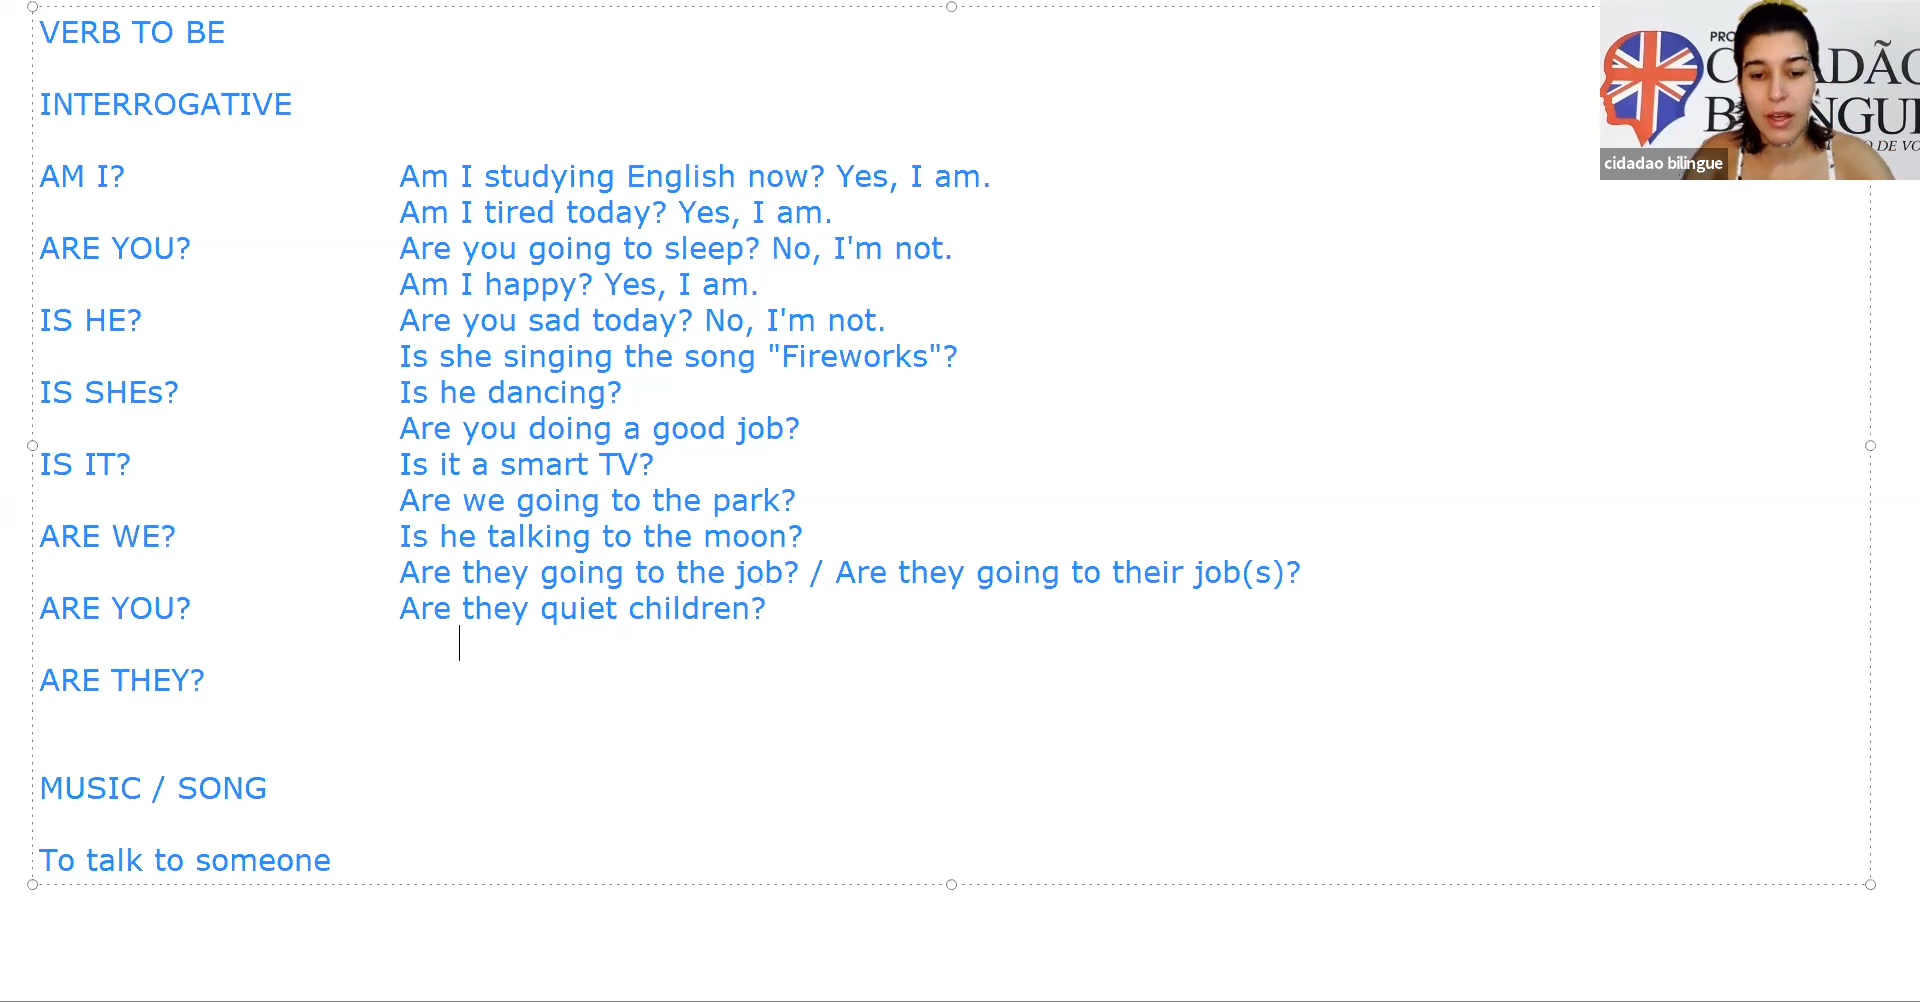 VERB TO BE
INTERROGATIVE
AM I? Am I studying English now? Yes, I am.
Am I tired today? Yes, I am.
ARE YOU? Are you going to sleep? No, I'm not.
Am I happy? Yes, I am.
IS HE? Are you sad today? No, I'm not.
Is she singing the song "Fireworks"?
IS SHEs? Is he dancing?
Are you doing a good job?
IS IT? Is it a smart TV?
Are we going to the park?
ARE WE? Is he talking to the moon?
Are they going to the job? / Are they going to their job(s)?
ARE YOU? Are they quiet children?
ARE THEY?
MUSIC / SONG
To talk to someone
cidadao bilingue